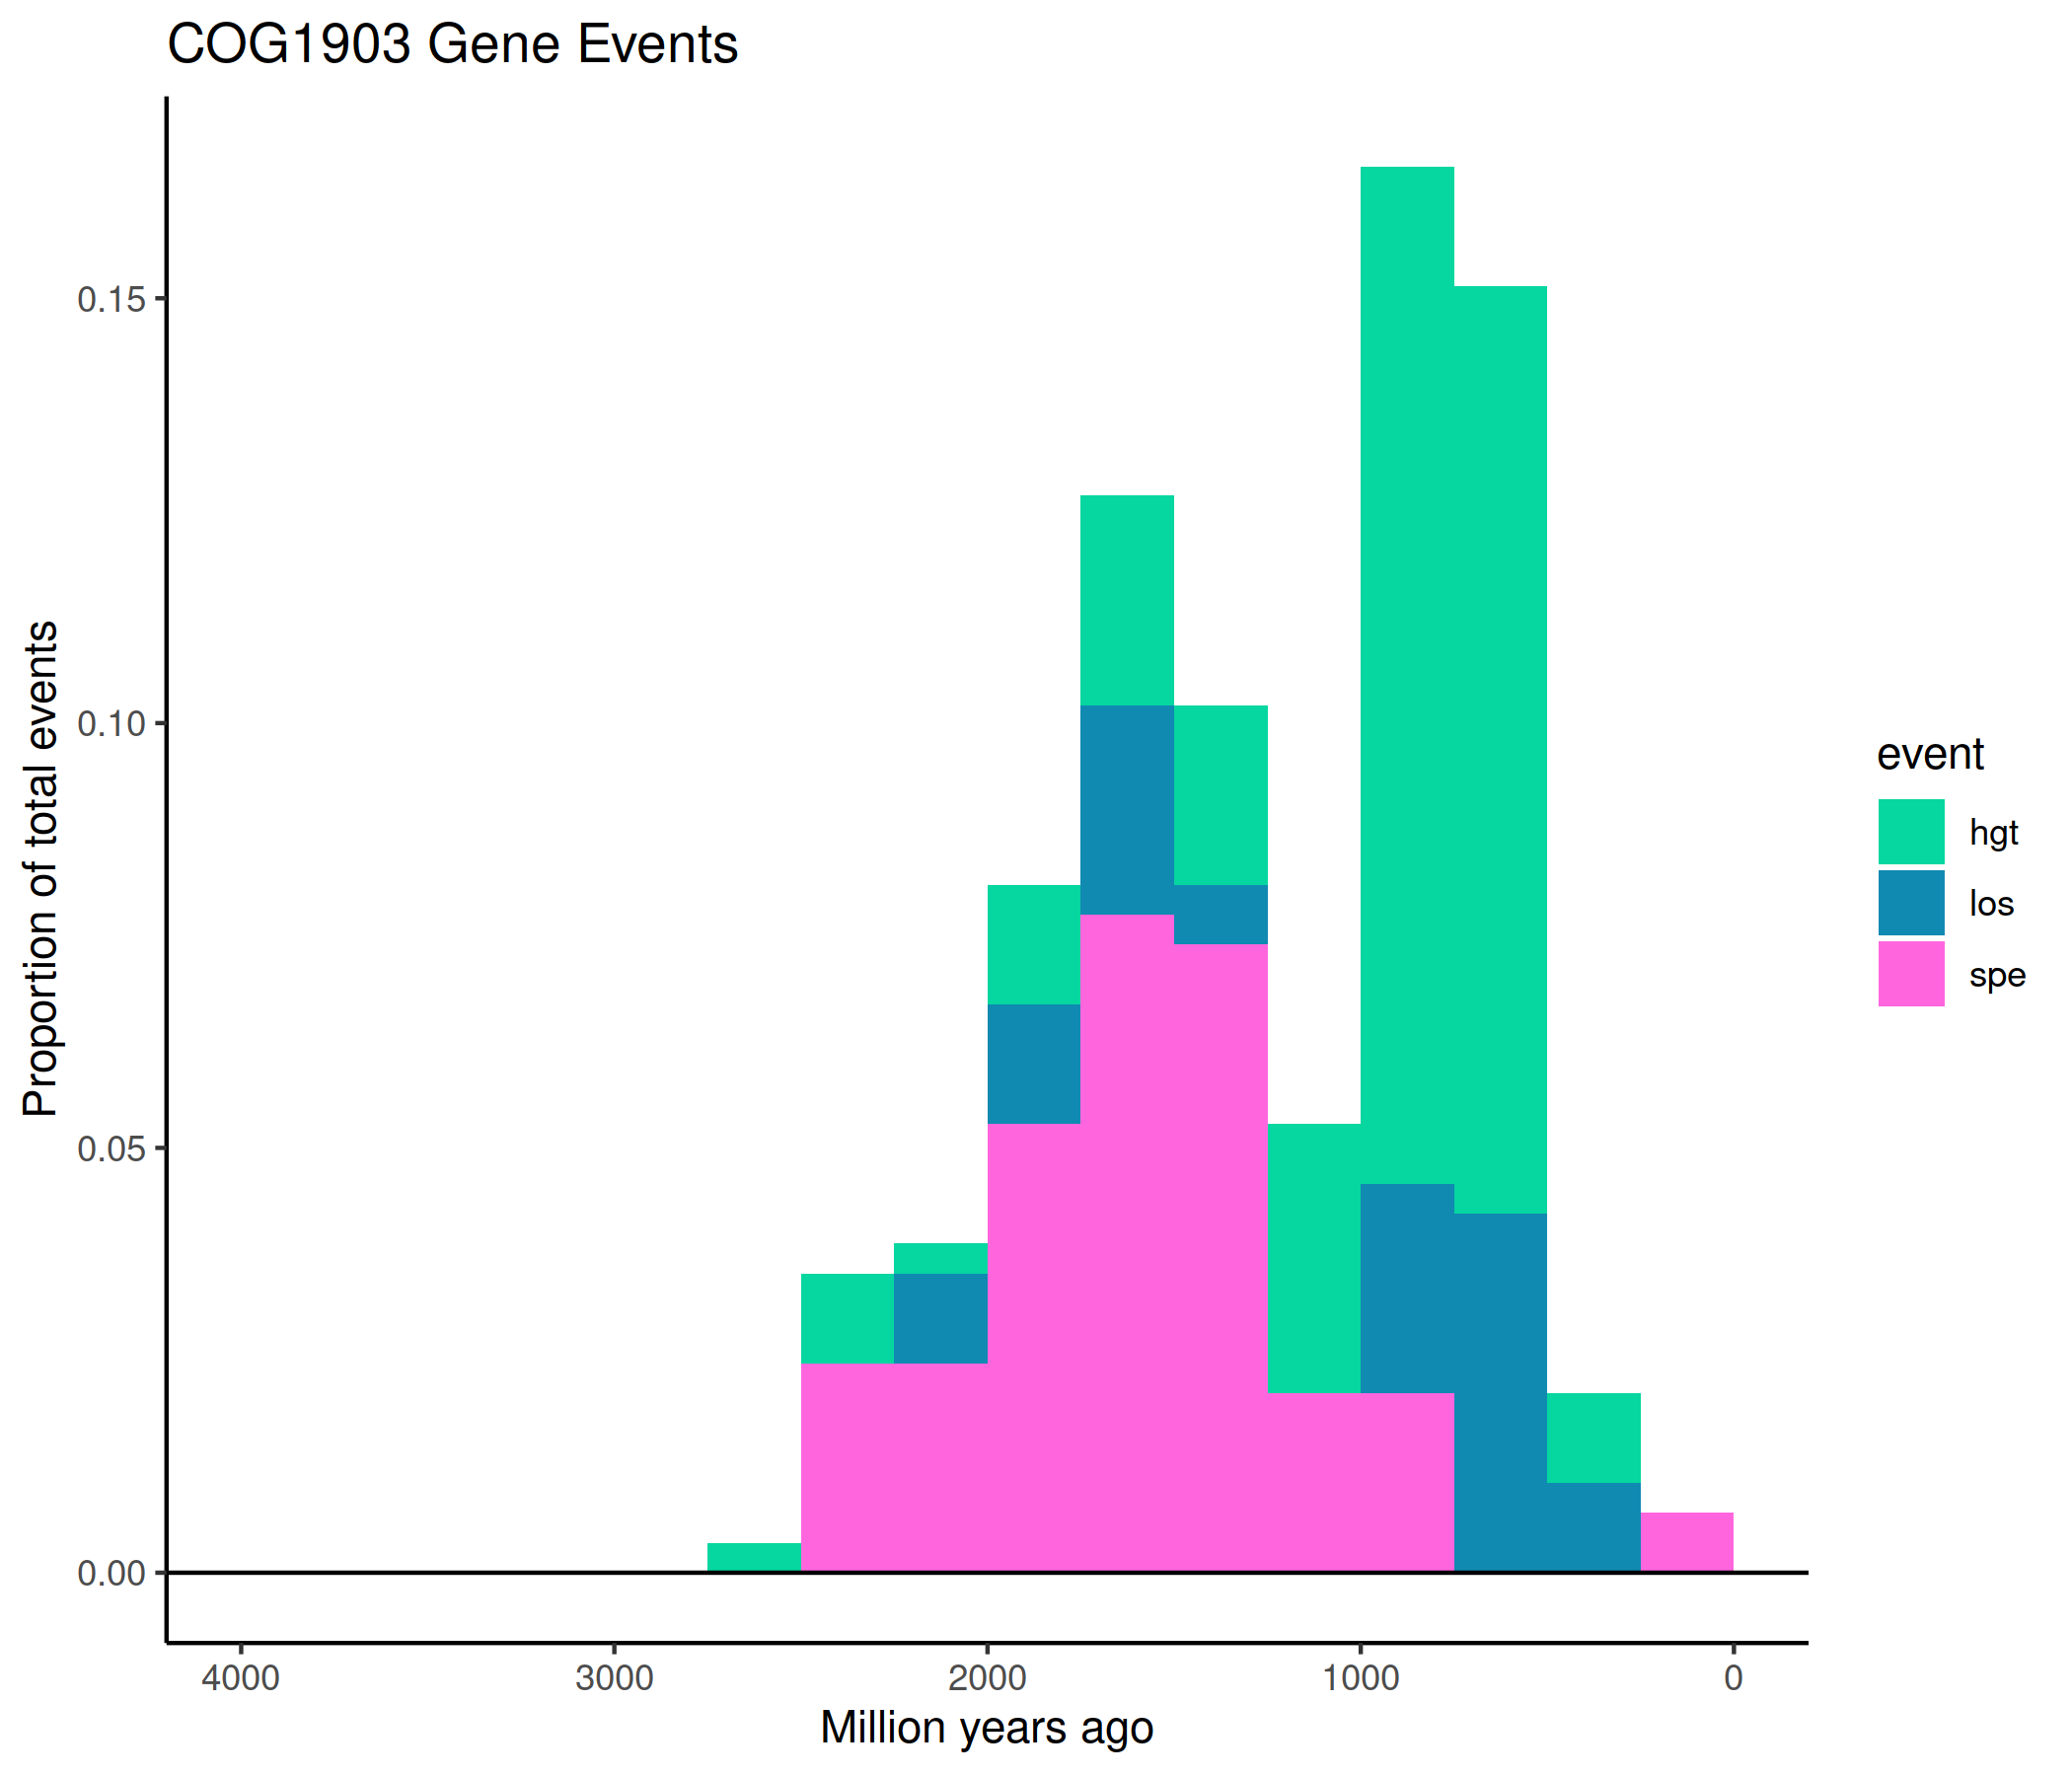 COG1903 Gene Events
Proportion of total events
0.15
0.10
0.05
0.00
4000 3000 2000 1000 0
Million years ago
event
hgt
los
spe